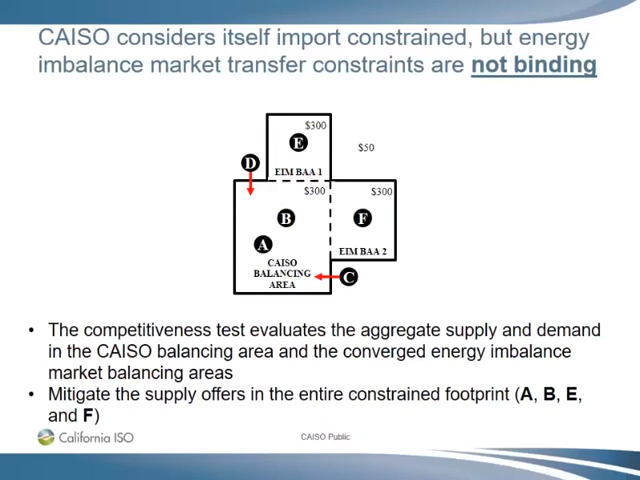 CAISO considers itself import constrained, but energy
imbalance market transfer constraints are not binding
$300
E
$50
D
EIM BAA 1
$300
$300
B
F
A
EIM BAA 2
CAISO
BALANCING
AREA
C
• The competitiveness test evaluates the aggregate supply and demand
in the CAISO balancing area and the converged energy imbalance
market balancing areas
• Mitigate the supply offers in the entire constrained footprint (A, B, E,
and F)
California ISO
CAISO Public